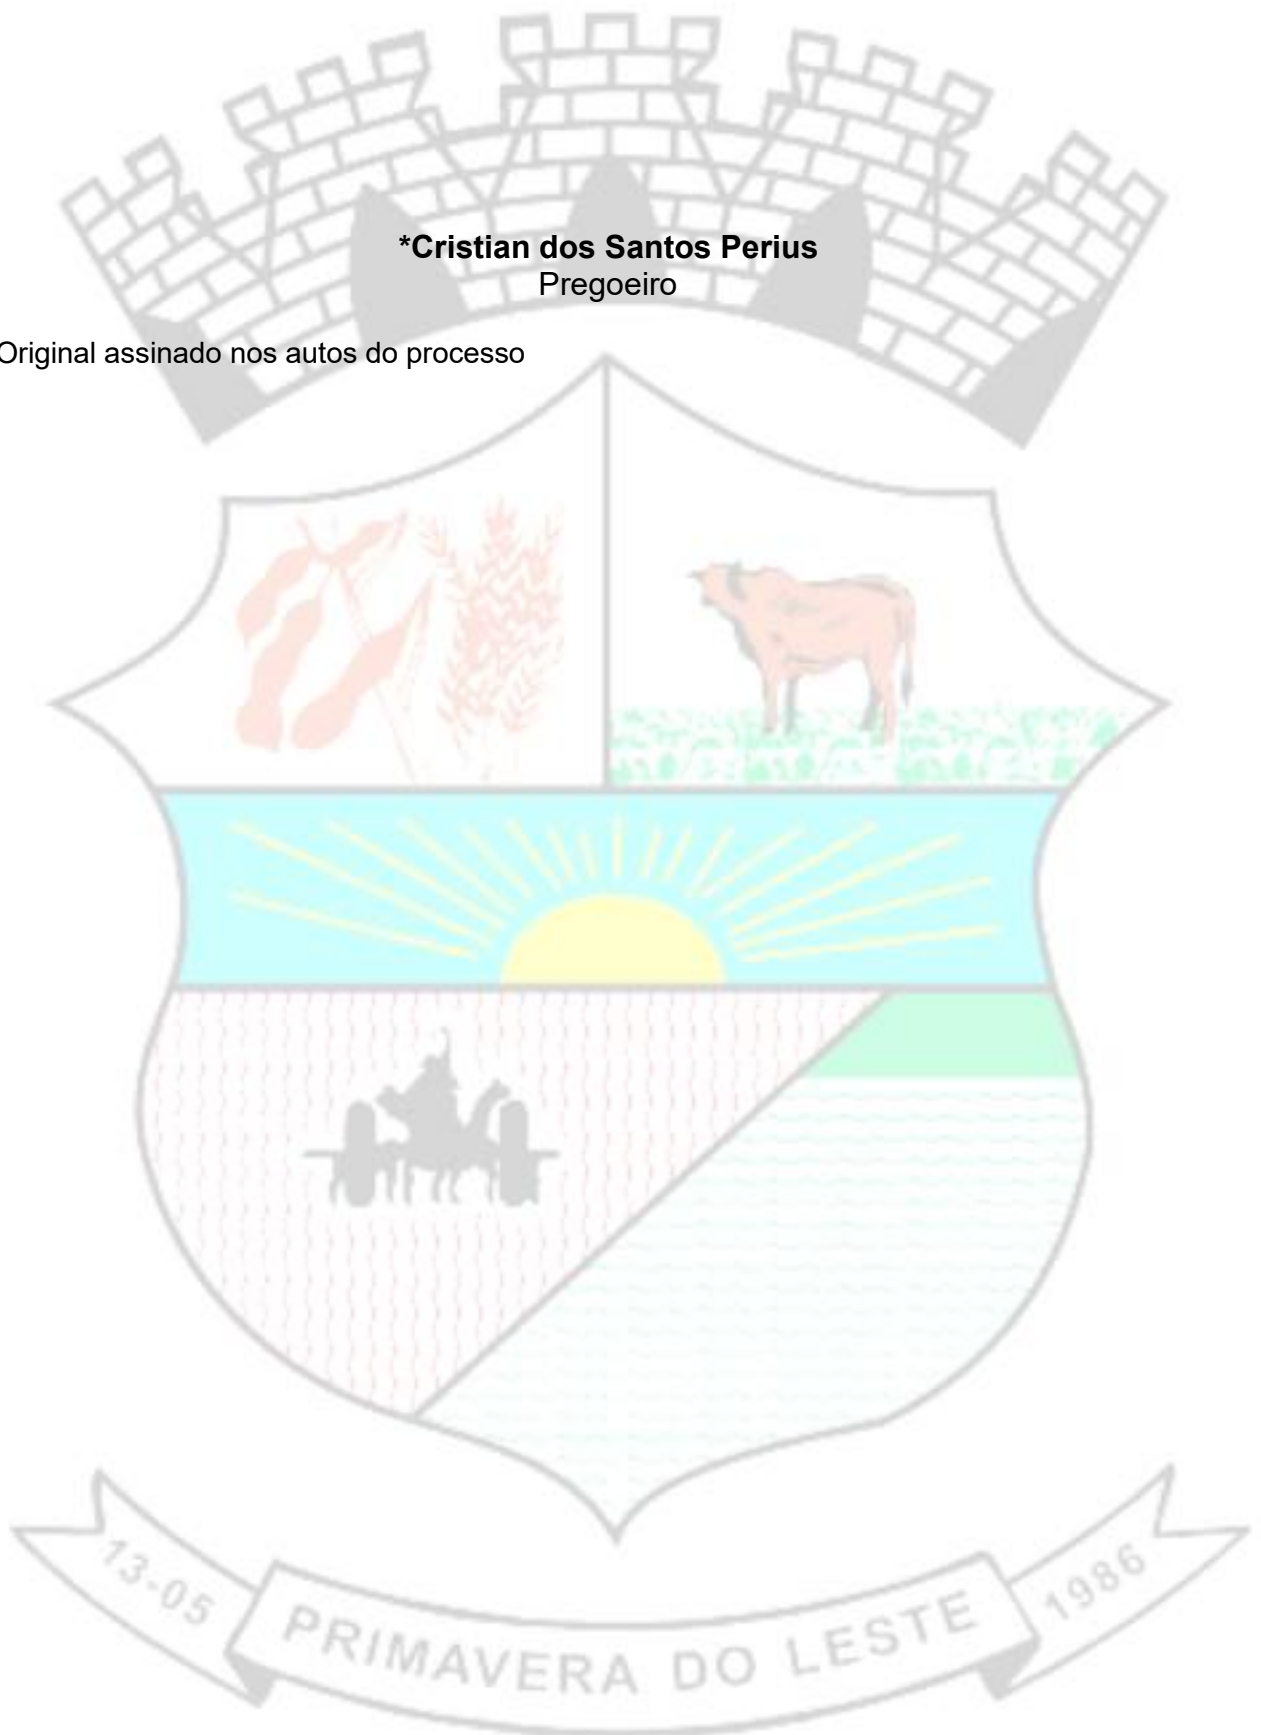 *Cristian dos Santos Perius
Pregoeiro
Original assinado nos autos do processo
13-05
PRIMAVERA DO LESTE
1986